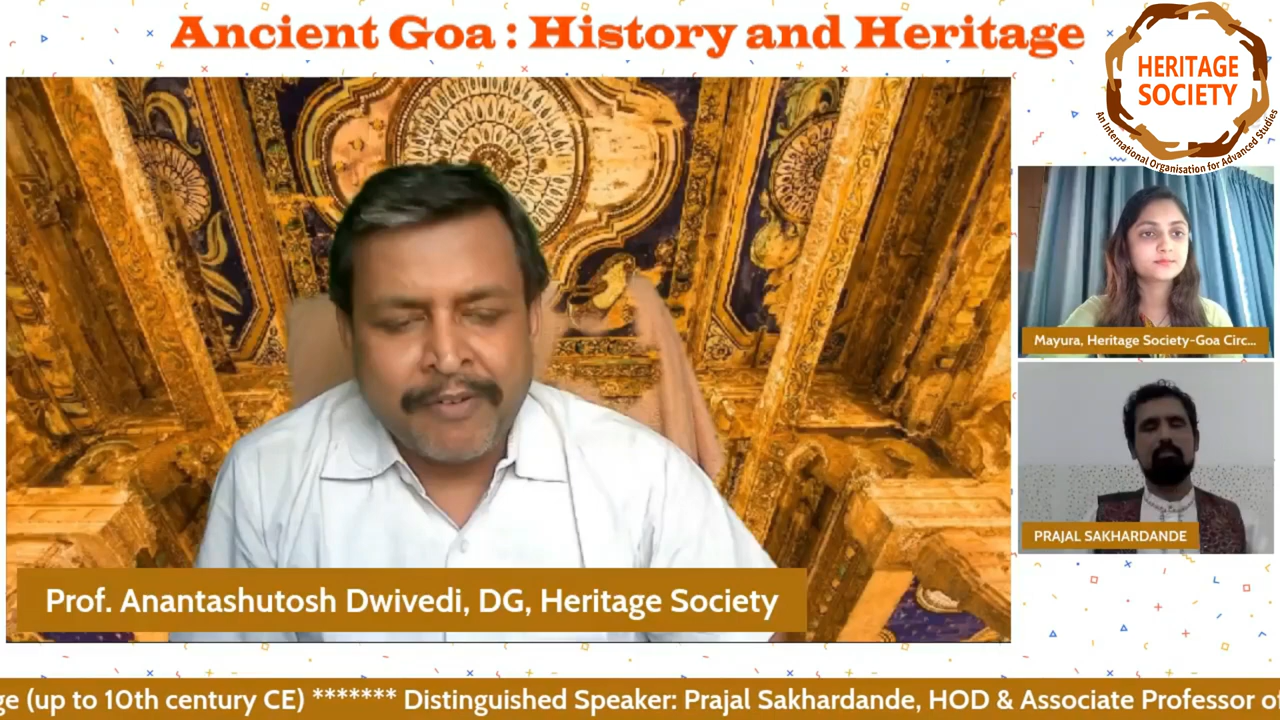 Ancient Goa : History and Heritage
HERITAGE
SOCIETY
An International Organisation for Advanced Studies
Mayura, Heritage Society-Goa Circ...
PRAJAL SAKHARDANDE
Prof. Anantashutosh Dwivedi, DG, Heritage Society
ge (up to 10th century CE) ******* Distinguished Speaker: Prajal Sakhardande, HOD & Associate Professor of